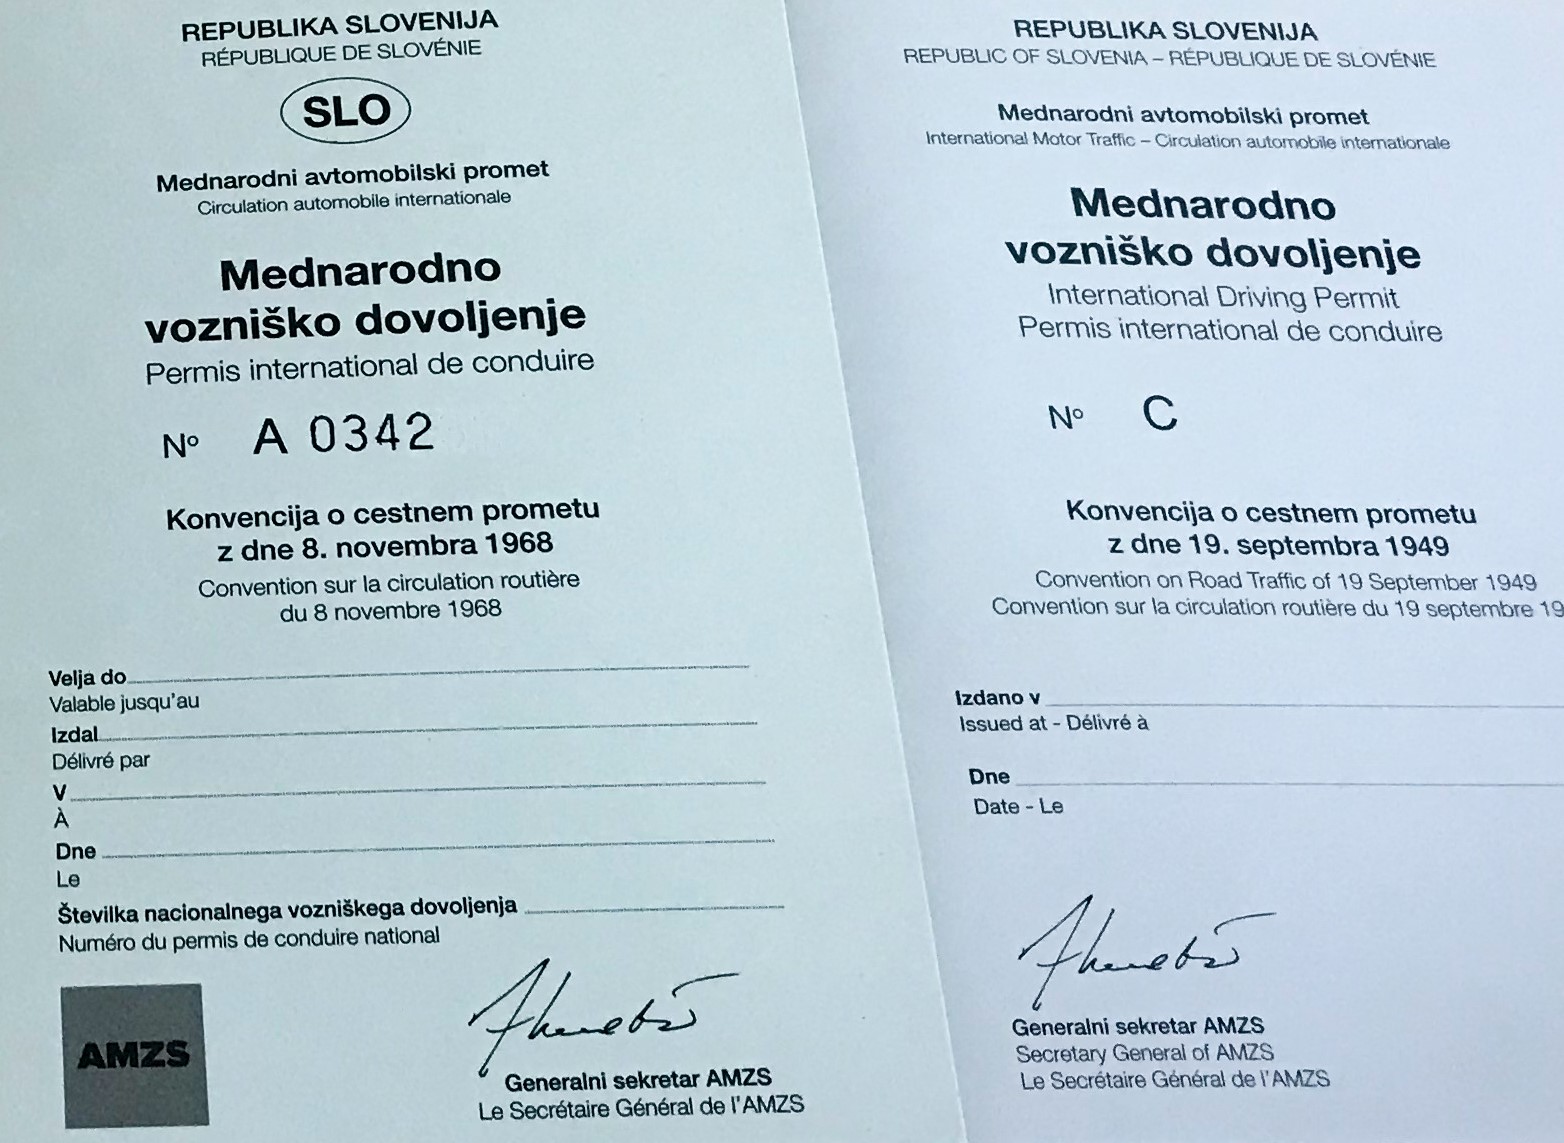 REPUBLIKA SLOVENIJA
RÉPUBLIQUE DE SLOVÉNIE
SLO
Mednarodni avtomobilski promet
Circulation automobile internationale
Mednarodno
vozniško dovoljenje
Permis international de conduire
Nº A 0342
Konvencija o cestnem prometu
z dne 8. novembra 1968
Convention sur la circulation routière
du 8 novembre 1968
Velja do
Valable jusqu'au
Izdal
Délivré par
V
À
Dne
Le
Številka nacionalnega vozniškega dovoljenja
Numéro du permis de conduire national
AMZS
Generalni sekretar AMZS
Le Secrétaire Général de l'AMZS
REPUBLIKA SLOVENIJA
REPUBLIC OF SLOVENIA – RÉPUBLIQUE DE SLOVÉNIE
Mednarodni avtomobilski promet
International Motor Traffic – Circulation automobile internationale
Mednarodno
vozniško dovoljenje
International Driving Permit
Permis international de conduire
Nº C
Konvencija o cestnem prometu
z dne 19. septembra 1949
Convention on Road Traffic of 19 September 1949
Convention sur la circulation routière du 19 septembre 19
Izdano v
Issued at - Délivré à
Dne
Date - Le
Generalni sekretar AMZS
Secretary General of AMZS
Le Secrétaire Général de l'AMZS